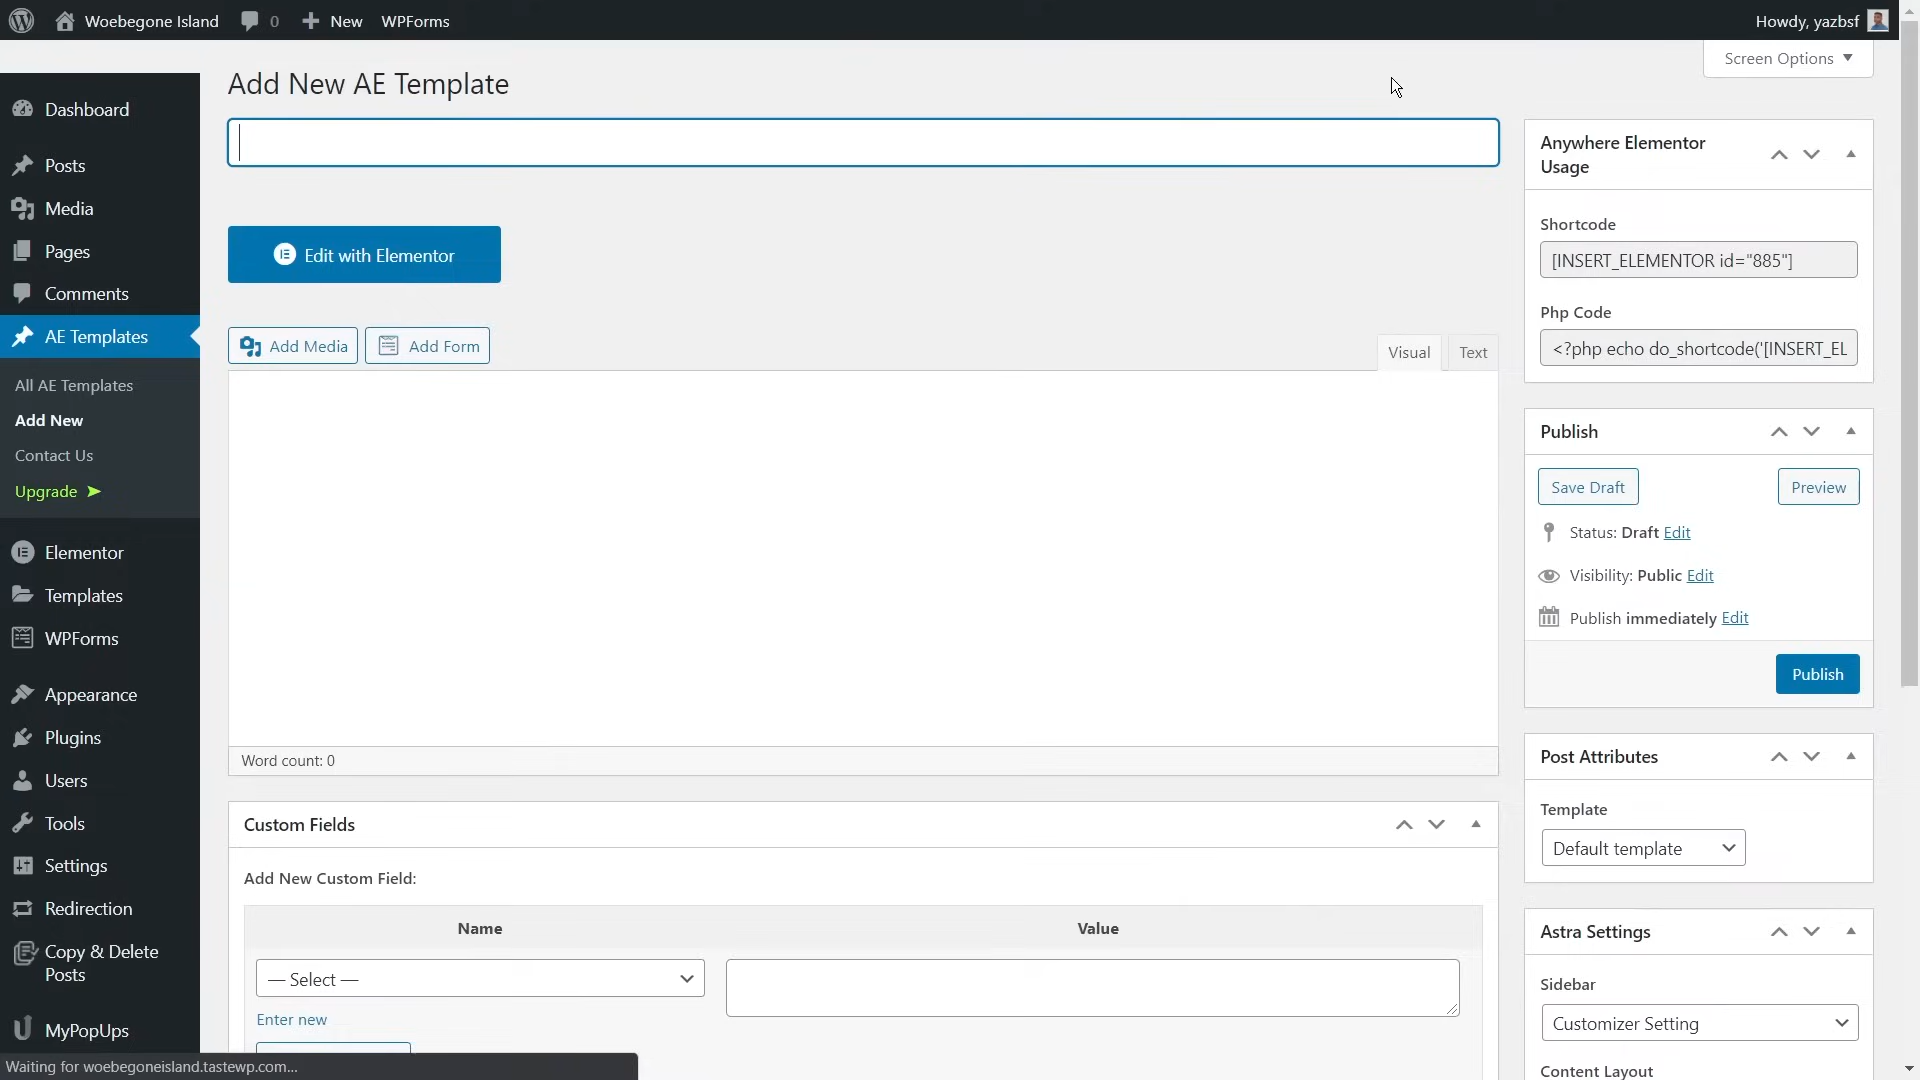 Woebegone Island
0
New
WPForms
Howdy, yazbsf
Screen Options
Add New AE Template
Dashboard
Posts
Media
Pages
Comments
AE Templates
All AE Templates
Add New
Contact Us
Upgrade ➤
Elementor
Templates
WPForms
Appearance
Plugins
Users
Tools
Settings
Redirection
Copy & Delete
Posts
MyPopUps
Edit with Elementor
Add Media
Add Form
Visual
Text
Word count: 0
Custom Fields
Add New Custom Field:
Name
Value
— Select —
Enter new
Anywhere Elementor
Usage
Shortcode
[INSERT_ELEMENTOR id="885"]
Php Code
<?php echo do_shortcode('[INSERT_EL
Publish
Save Draft
Preview
Status: Draft Edit
Visibility: Public Edit
Publish immediately Edit
Publish
Post Attributes
Template
Default template
Astra Settings
Sidebar
Customizer Setting
Content Layout
Waiting for woebegoneisland.tastewp.com...